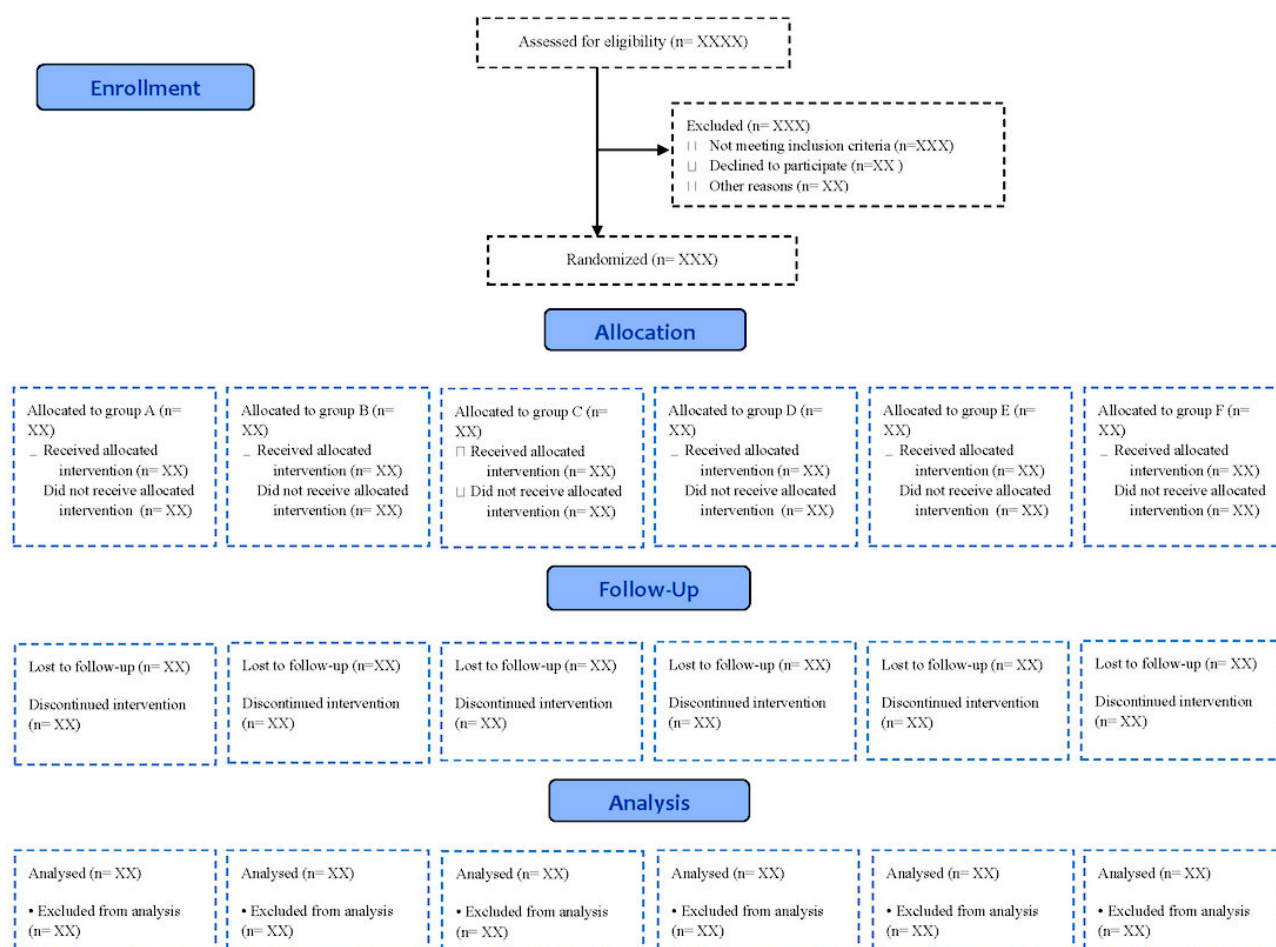 Assessed for eligibility (n= XXXX)
Enrollment
Excluded (n= XXX)
Not meeting inclusion criteria (n=XXX)
Declined to participate (n=XX )
Other reasons (n= XX)
Randomized (n= XXX)
Allocation
Allocated to group A (n=
XX)
_ Received allocated
intervention (n= XX)
Did not receive allocated
intervention (n= XX)
Allocated to group B (n=
XX)
_ Received allocated
intervention (n= XX)
Did not receive allocated
intervention (n= XX)
Allocated to group C (n=
XX)
Received allocated
intervention (n= XX)
Did not receive allocated
intervention (n= XX)
Allocated to group D (n=
XX)
_ Received allocated
intervention (n= XX)
Did not receive allocated
intervention (n= XX)
Allocated to group E (n=
XX)
_ Received allocated
intervention (n= XX)
Did not receive allocated
intervention (n= XX)
Allocated to group F (n=
XX)
_ Received allocated
intervention (n= XX)
Did not receive allocated
intervention (n= XX)
Follow-Up
Lost to follow-up (n= XX)
Discontinued intervention
(n= XX)
Lost to follow-up (n=XX)
Discontinued intervention
(n= XX)
Lost to follow-up (n= XX)
Discontinued intervention
(n= XX)
Lost to follow-up (n= XX)
Discontinued intervention
(n= XX)
Lost to follow-up (n= XX)
Discontinued intervention
(n= XX)
Lost to follow-up (n= XX)
Discontinued intervention
(n= XX)
Analysis
Analysed (n= XX)
• Excluded from analysis
(n= XX)
Analysed (n= XX)
• Excluded from analysis
(n= XX)
Analysed (n= XX)
• Excluded from analysis
(n= XX)
Analysed (n= XX)
• Excluded from analysis
(n= XX)
Analysed (n= XX)
• Excluded from analysis
(n= XX)
Analysed (n= XX)
• Excluded from analysis
(n= XX)